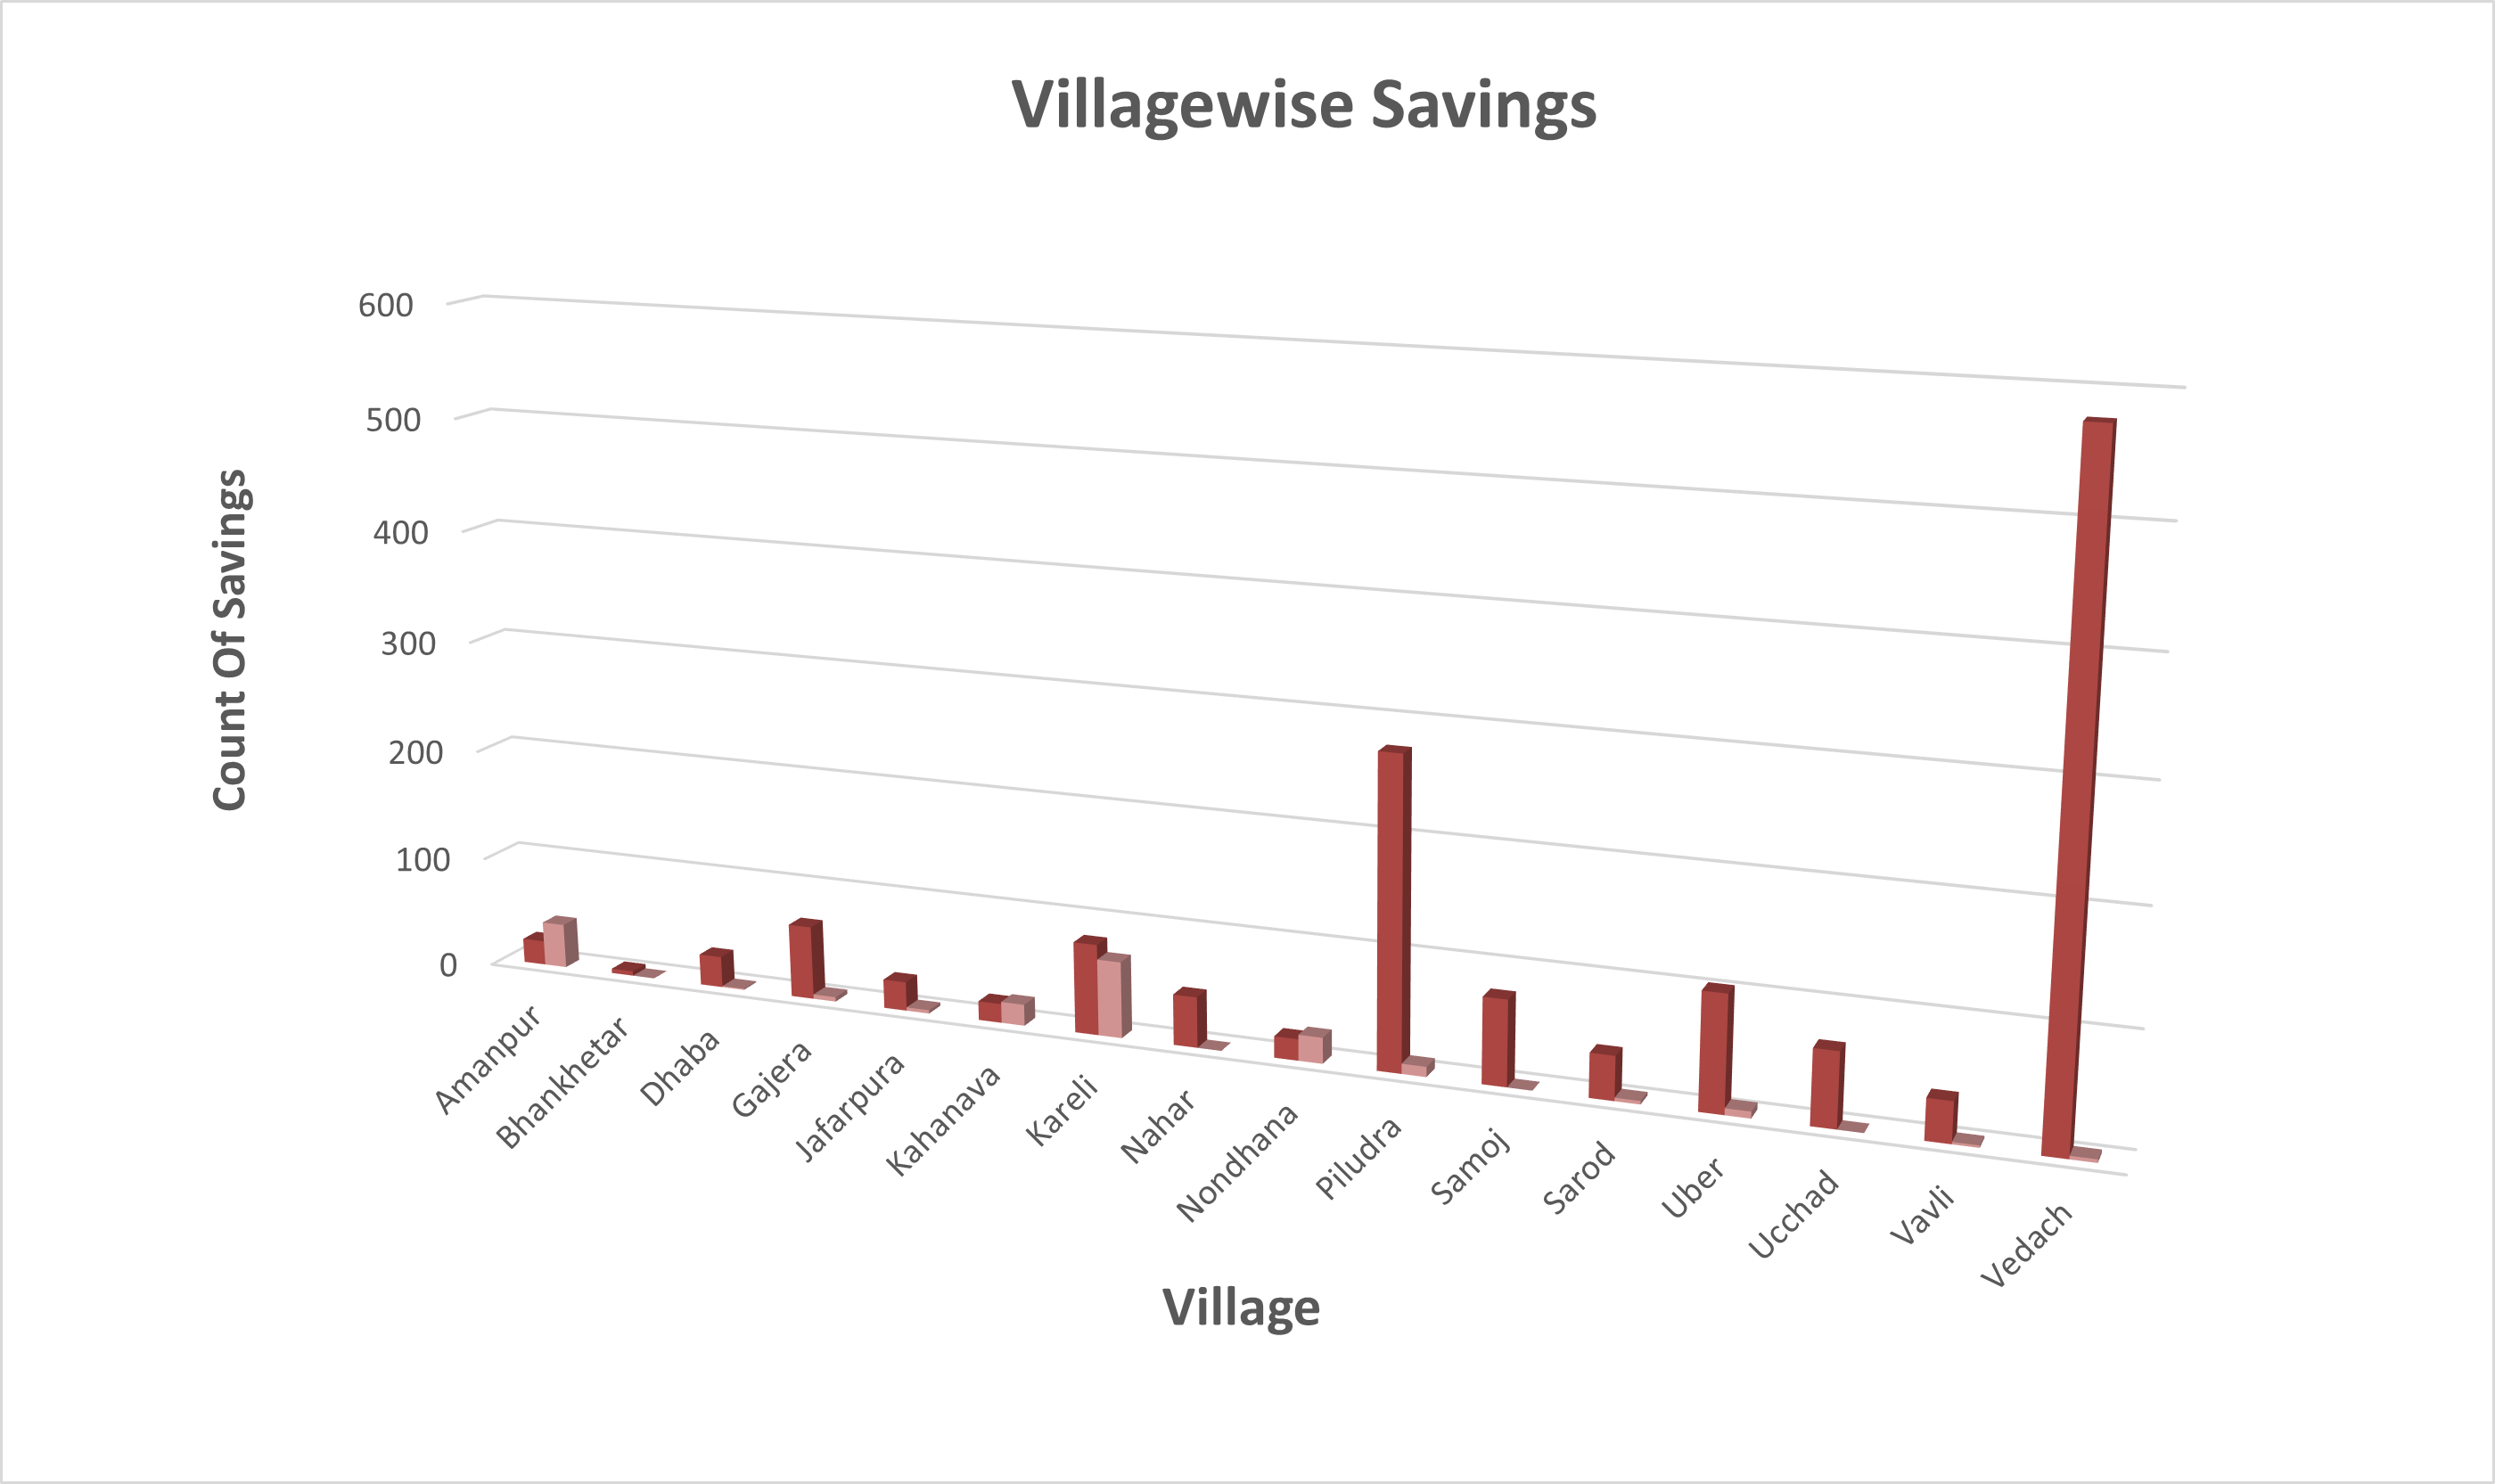 Villagewise Savings
600
500
400
300
200
100
0
Count Of Savings
Amanpur
Bhankhetar
Dhaba
Gajera
Jafarpura
Kahanava
Kareli
Nahar
Nondhana
Piludra
Samoj
Sarod
Uber
Ucchad
Vavli
Vedach
Village